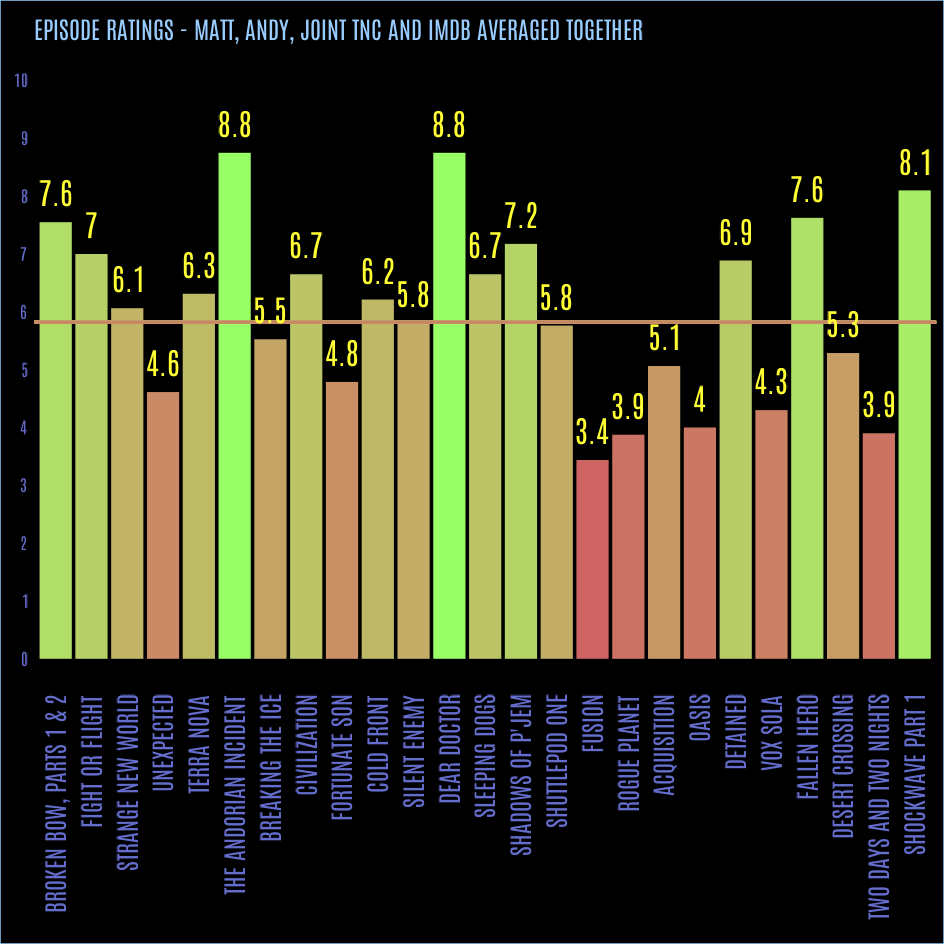 EPISODE RATINGS - MATT, ANDY, JOINT TNC AND IMDB AVERAGED TOGETHER
10
9
8
7
6
5
4
3
2
1
0
7.6
7
6.1
4.6
6.3
8.8
5.5
6.7
4.8
6.2
5.8
8.8
6.7
7.2
5.8
3.4
3.9
5.1
4
6.9
4.3
7.6
5.3
3.9
8.1
BROKEN BOW, PARTS 1 & 2
FIGHT OR FLIGHT
STRANGE NEW WORLD
UNEXPECTED
TERRA NOVA
THE ANDORIAN INCIDENT
BREAKING THE ICE
CIVILIZATION
FORTUNATE SON
COLD FRONT
SILENT ENEMY
DEAR DOCTOR
SLEEPING DOGS
SHADOWS OF P'JEM
SHUTTLEPOD ONE
FUSION
ROGUE PLANET
ACQUISITION
OASIS
DETAINED
VOX SOLA
FALLEN HERO
DESERT CROSSING
TWO DAYS AND TWO NIGHTS
SHOCKWAVE PART 1